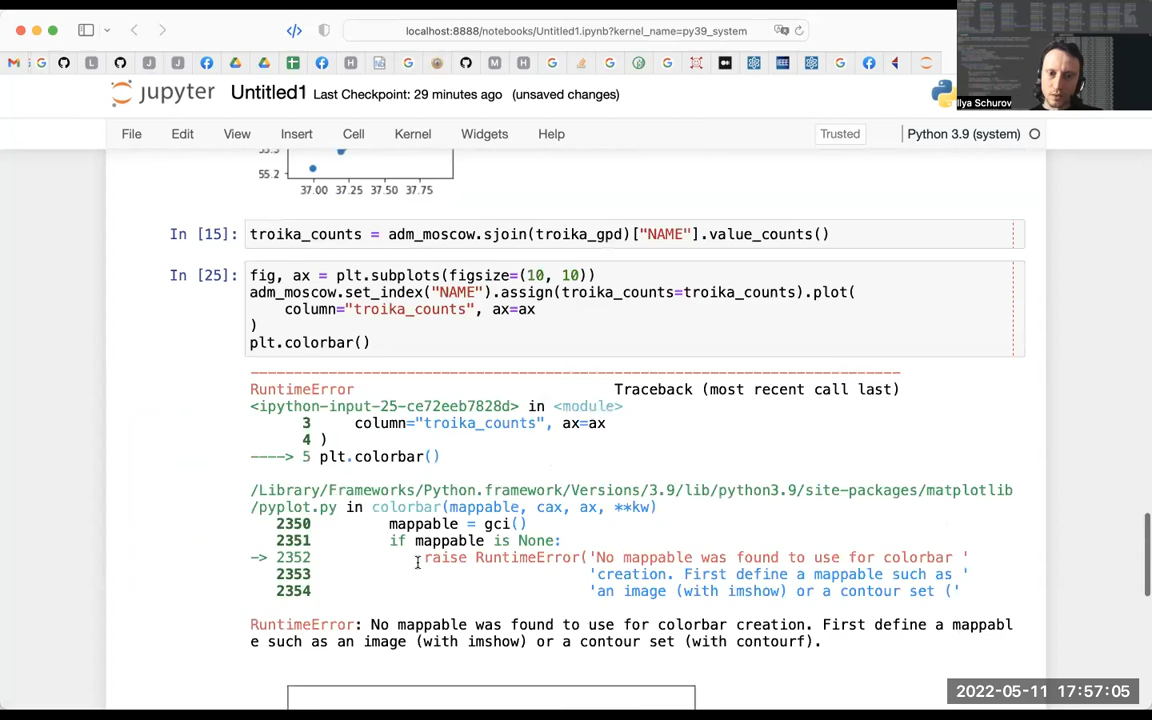 localhost:8888/notebooks/Untitled1.ipynb?kernel_name=py39_system
Ilya Schurov
jupyter Untitled1 Last Checkpoint: 29 minutes ago (unsaved changes)
File Edit View Insert Cell Kernel Widgets Help Trusted Python 3.9 (system)
55.2
37.00 37.25 37.50 37.75
In [15]: troika_counts = adm_moscow.sjoin(troika_gpd)["NAME"].value_counts()
In [25]: fig, ax = plt.subplots(figsize=(10, 10))
adm_moscow.set_index("NAME").assign(troika_counts=troika_counts).plot(
column="troika_counts", ax=ax
)
plt.colorbar()
RuntimeError Traceback (most recent call last)
<ipython-input-25-ce72eeb7828d> in <module>
3 column="troika_counts", ax=ax
4 )
----> 5 plt.colorbar()
/Library/Frameworks/Python.framework/Versions/3.9/lib/python3.9/site-packages/matplotlib
/pyplot.py in colorbar(mappable, cax, ax, **kw)
2350 mappable = gci()
2351 if mappable is None:
-> 2352 raise RuntimeError('No mappable was found to use for colorbar '
2353 'creation. First define a mappable such as '
2354 'an image (with imshow) or a contour set ('
RuntimeError: No mappable was found to use for colorbar creation. First define a mappabl
e such as an image (with imshow) or a contour set (with contourf).
2022-05-11 17:57:05